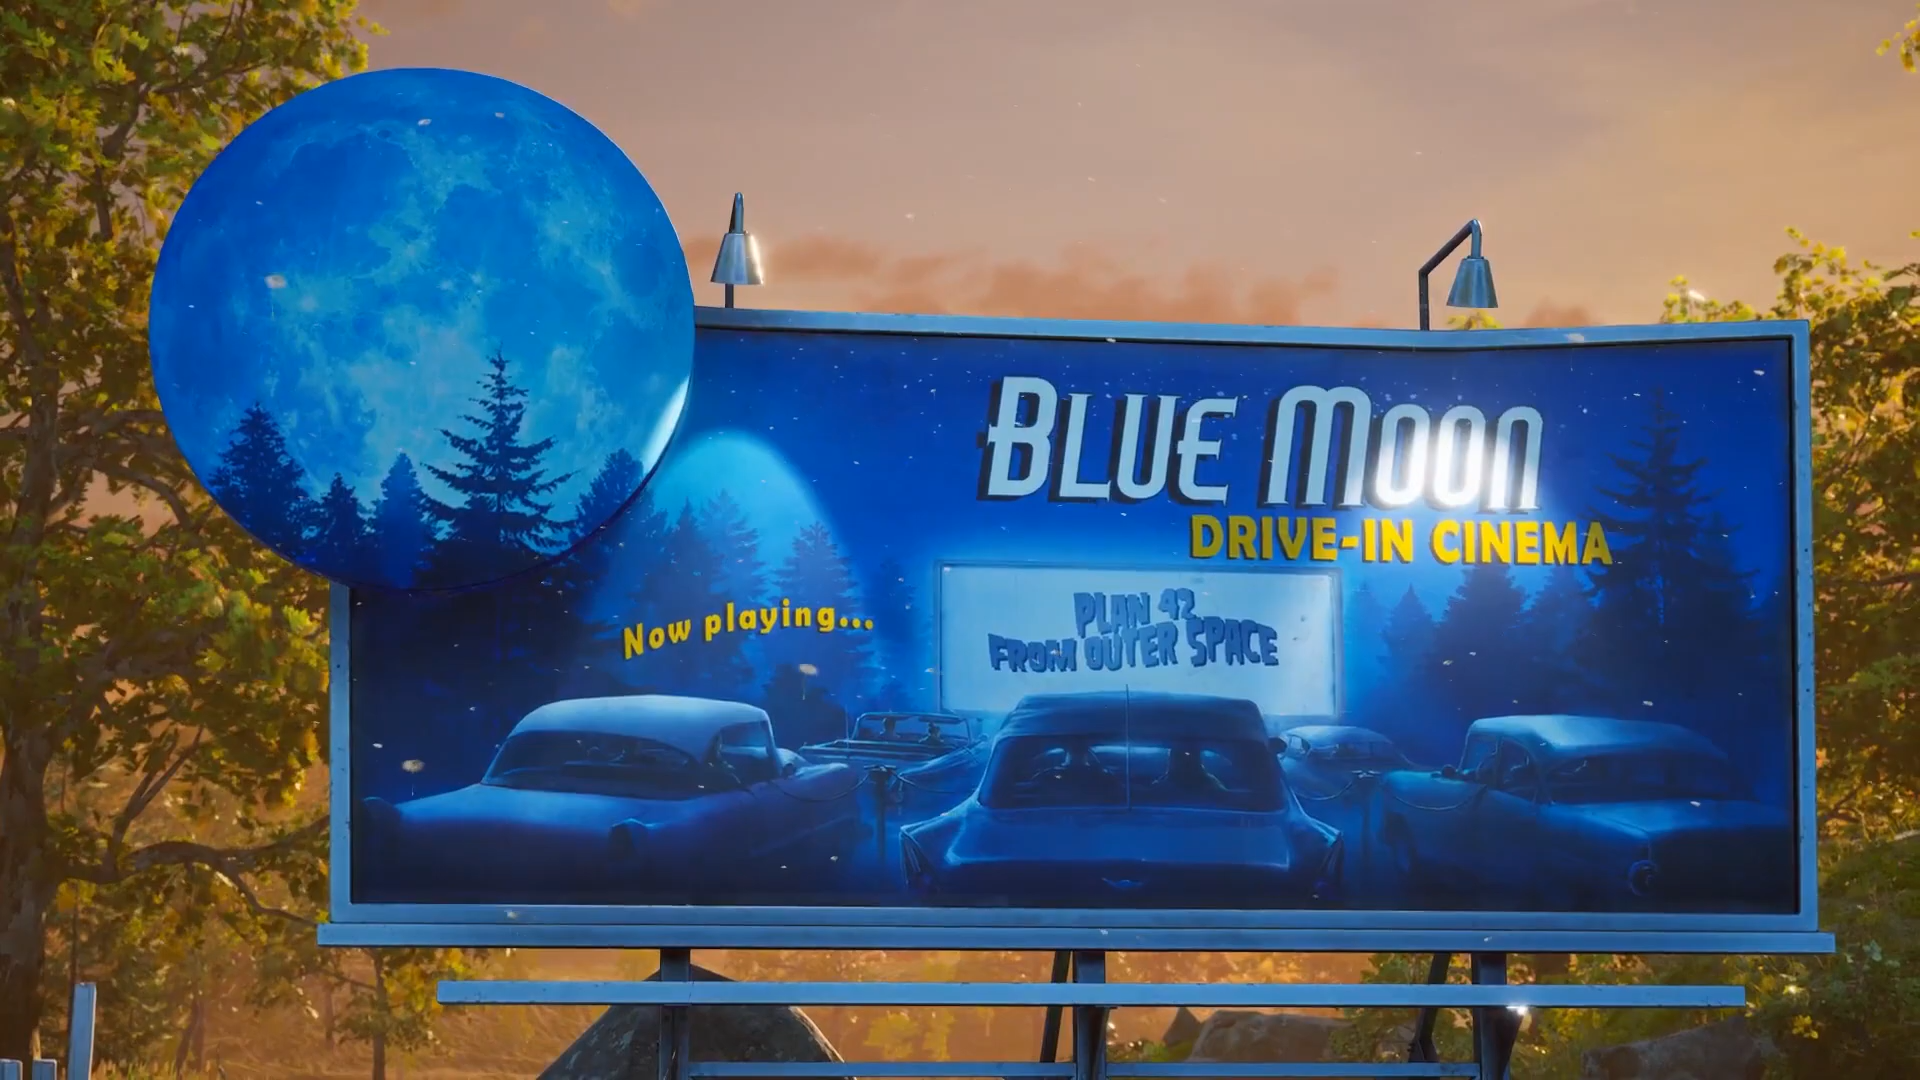 BLUE MOON
DRIVE-IN CINEMA
Now playing...
PLAN 42
FROM OUTER SPACE